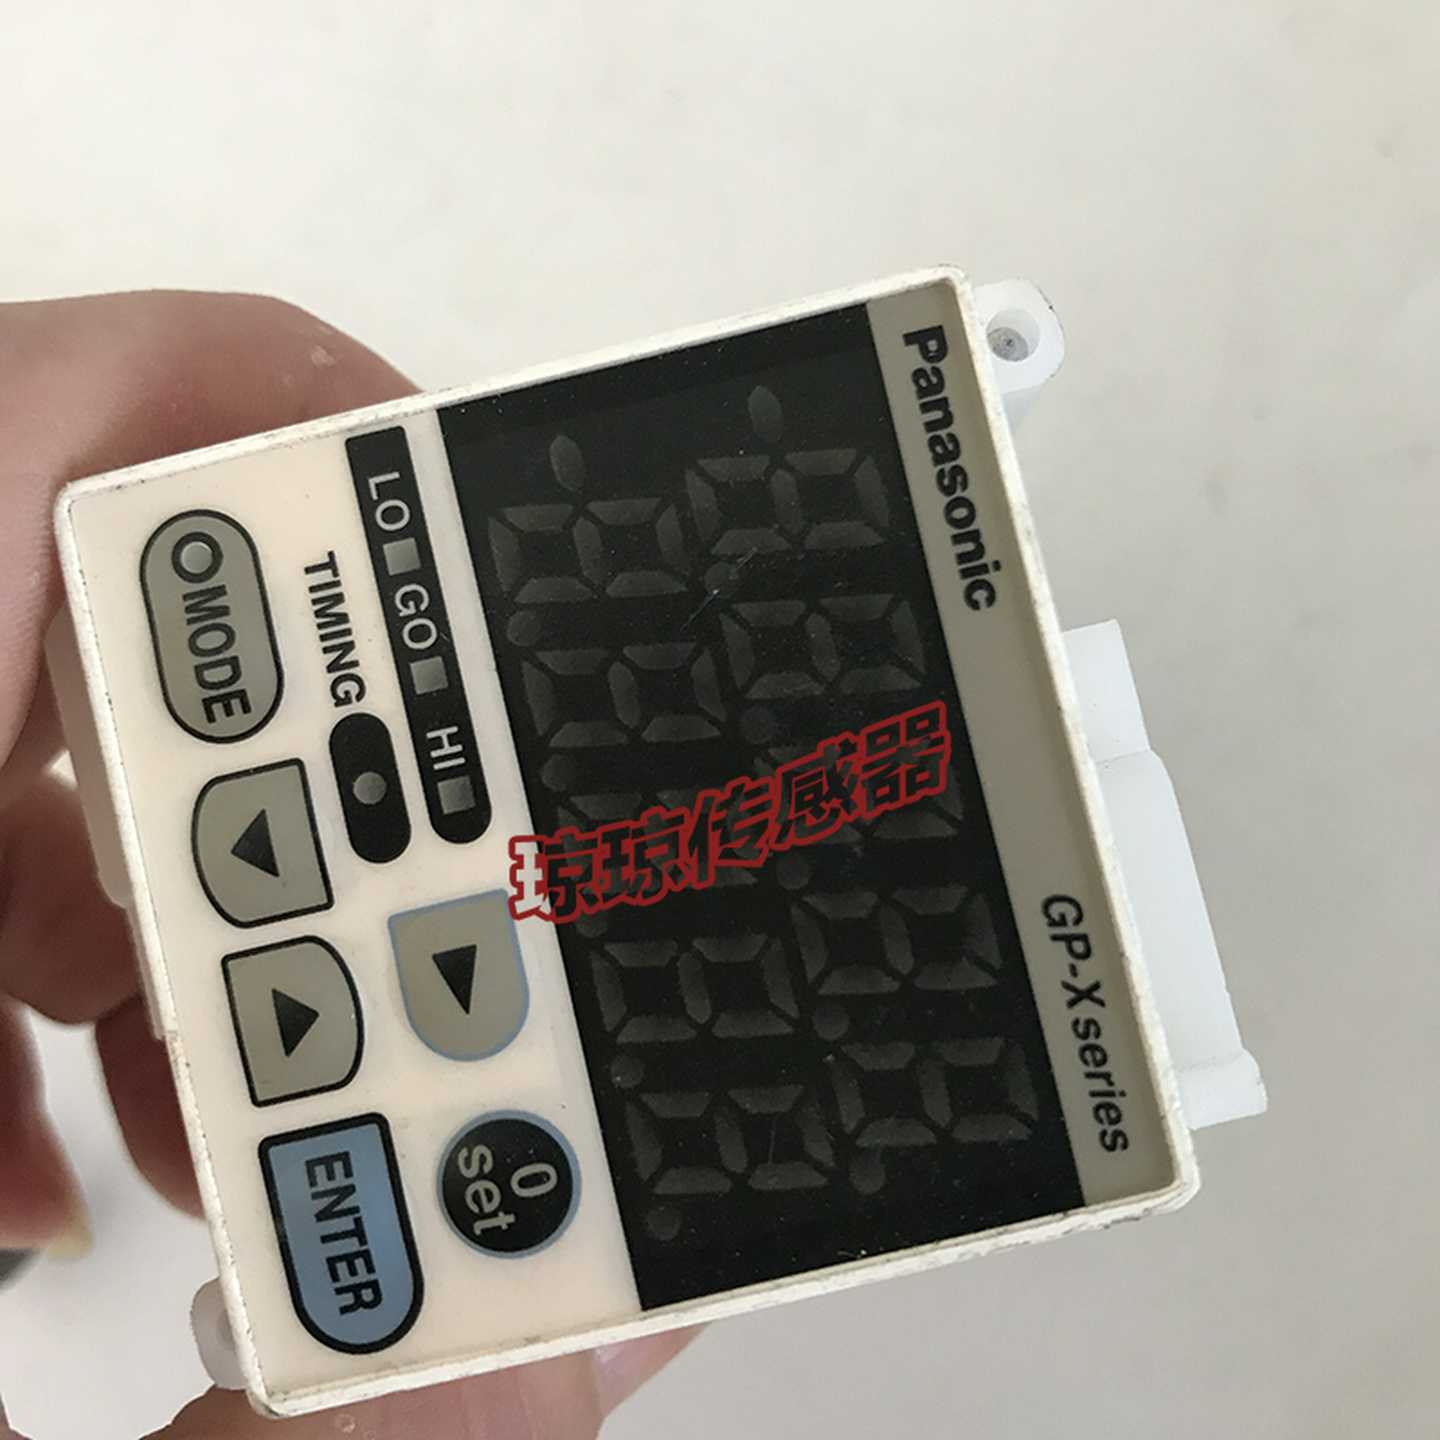 Panasonic
GP-X series
LO GO HI
TIMING
MODE
ENTER
0
set
琼琼传感器